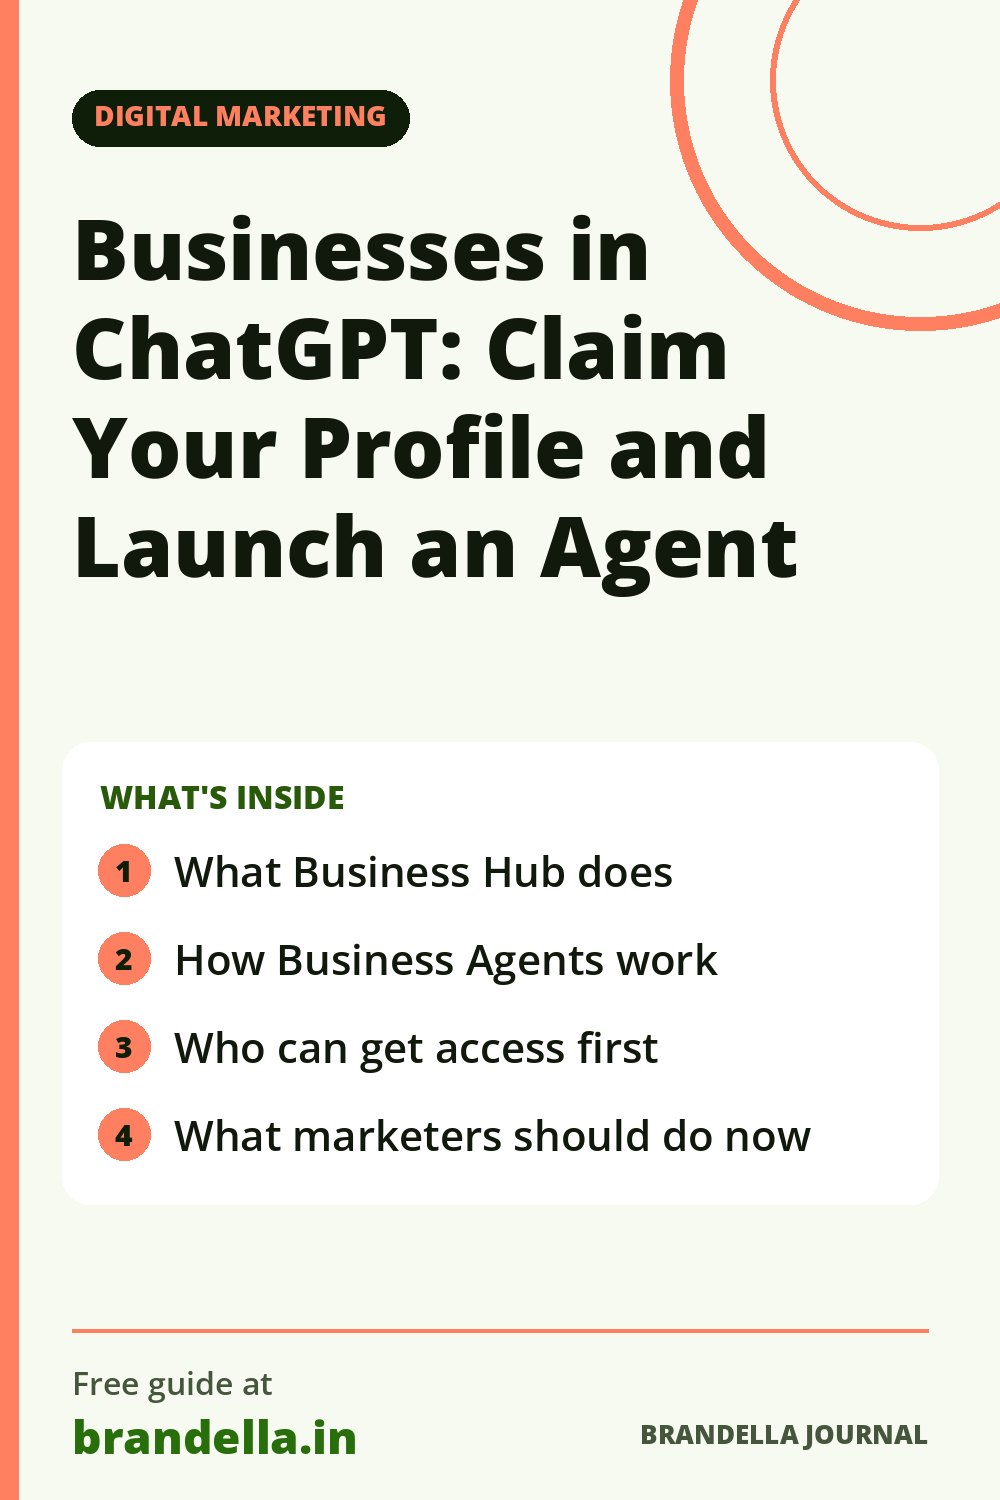 DIGITAL MARKETING
Businesses in
ChatGPT: Claim
Your Profile and
Launch an Agent
WHAT'S INSIDE
1 What Business Hub does
2 How Business Agents work
3 Who can get access first
4 What marketers should do now
Free guide at
brandella.in
BRANDELLA JOURNAL